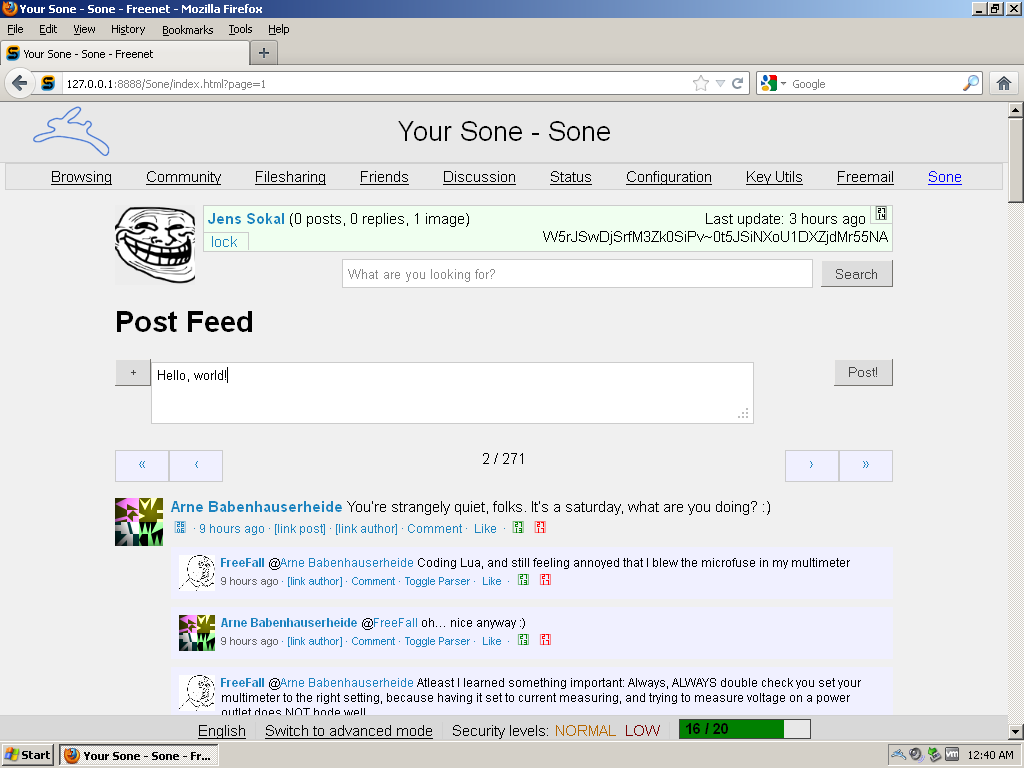 Your Sone - Sone - Freenet - Mozilla Firefox
File Edit View History Bookmarks Tools Help
Your Sone - Sone - Freenet +
127.0.0.1:8888/Sone/index.html?page=1 Google
Your Sone - Sone
Browsing Community Filesharing Friends Discussion Status Configuration Key Utils Freemail Sone
Jens Sokal (0 posts, 0 replies, 1 image) Last update: 3 hours ago
lock W5rJSwDjSrfM3Zk0SiPv~0t5JSiNXoU1DXZjdMr55NA
What are you looking for? Search
Post Feed
+ Hello, world! Post!
« ‹ 2 / 271 › »
Arne Babenhauserheide You're strangely quiet, folks. It's a saturday, what are you doing? :)
· 9 hours ago · [link post] · [link author] · Comment · Like ·
FreeFall @Arne Babenhauserheide Coding Lua, and still feeling annoyed that I blew the microfuse in my multimeter
9 hours ago · [link author] · Comment · Toggle Parser · Like ·
Arne Babenhauserheide @FreeFall oh... nice anyway :)
9 hours ago · [link author] · Comment · Toggle Parser · Like ·
FreeFall @Arne Babenhauserheide Atleast I learned something important: Always, ALWAYS double check you set your
multimeter to the right setting, because having it set to current measuring, and trying to measure voltage on a power
outlet does NOT bode well
English Switch to advanced mode Security levels: NORMAL LOW 16 / 20
Start Your Sone - Sone - Fr... 12:40 AM